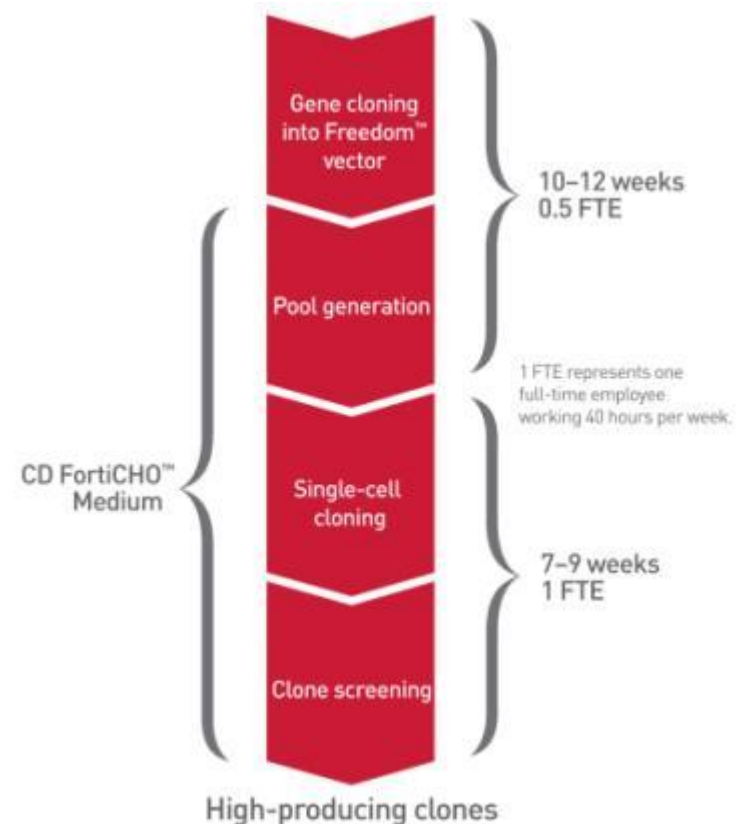 Gene cloning
into Freedom™
vector
10–12 weeks
0.5 FTE
Pool generation
1 FTE represents one
full-time employee
working 40 hours per week.
CD FortiCHO™
Medium
Single-cell
cloning
7–9 weeks
1 FTE
Clone screening
High-producing clones